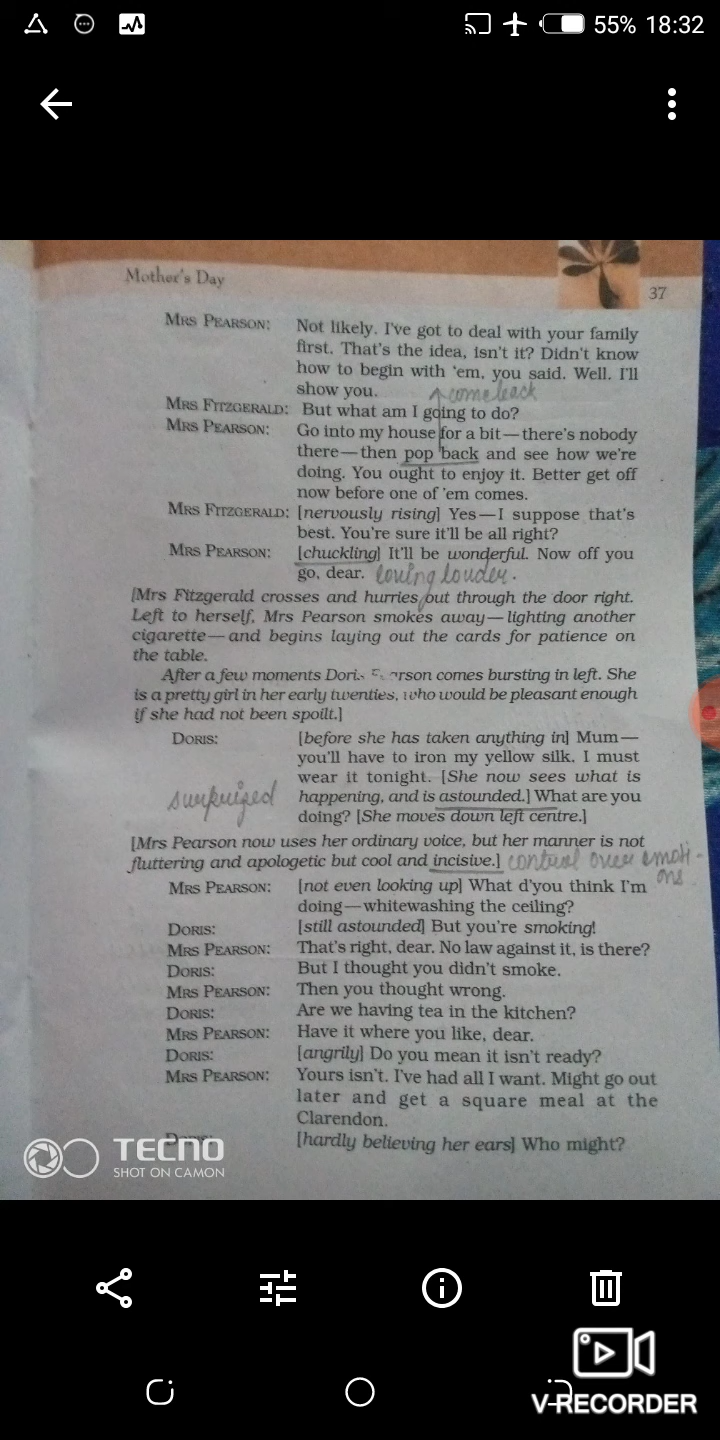 55% 18:32
Mother's Day
37
MRS PEARSON: Not likely. I've got to deal with your family
first. That's the idea, isn't it? Didn't know
how to begin with 'em, you said. Well. I'll
show you.
come back
MRS FITZGERALD: But what am I going to do?
MRS PEARSON: Go into my house for a bit—there's nobody
there—then pop back and see how we're
doing. You ought to enjoy it. Better get off
now before one of 'em comes.
MRS FITZGERALD: [nervously rising] Yes—I suppose that's
best. You're sure it'll be all right?
MRS PEARSON: [chuckling] It'll be wonderful. Now off you
go, dear. louder.
[Mrs Fitzgerald crosses and hurries out through the door right.
Left to herself, Mrs Pearson smokes away—lighting another
cigarette—and begins laying out the cards for patience on
the table.
After a few moments Doris Pearson comes bursting in left. She
is a pretty girl in her early twenties, who would be pleasant enough
if she had not been spoilt.]
DORIS: [before she has taken anything in] Mum—
you'll have to iron my yellow silk. I must
wear it tonight. [She now sees what is
happening, and is astounded.] What are you
surpuized
doing? [She moves down left centre.]
[Mrs Pearson now uses her ordinary voice, but her manner is not
fluttering and apologetic but cool and incisive.] control over emoti-
ons
MRS PEARSON: [not even looking up] What d'you think I'm
doing—whitewashing the ceiling?
DORIS: [still astounded] But you're smoking!
MRS PEARSON: That's right, dear. No law against it, is there?
DORIS: But I thought you didn't smoke.
MRS PEARSON: Then you thought wrong.
DORIS: Are we having tea in the kitchen?
MRS PEARSON: Have it where you like, dear.
DORIS: [angrily] Do you mean it isn't ready?
MRS PEARSON: Yours isn't. I've had all I want. Might go out
later and get a square meal at the
Clarendon.
DORIS: [hardly believing her ears] Who might?
TECNO
SHOT ON CAMON
V-RECORDER